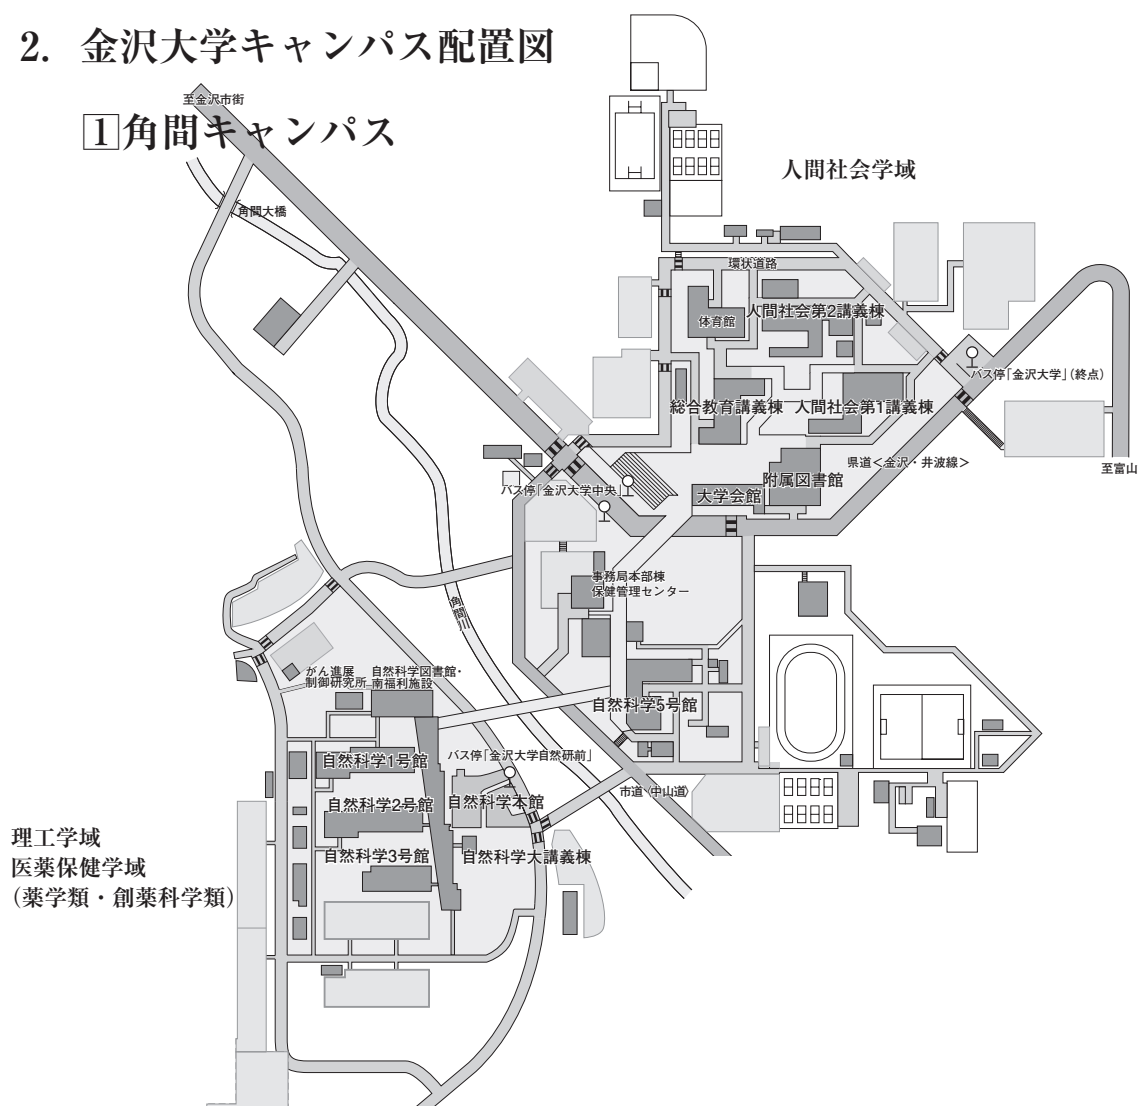 2. 金沢大学キャンパス配置図
至金沢市街
1 角間キャンパス
人間社会学域
角間大橋
環状道路
人間社会第2講義棟
体育館
バス停「金沢大学」(終点)
総合教育講義棟
人間社会第1講義棟
県道<金沢・井波線>
至富山
附属図書館
バス停「金沢大学中央」
大学会館
事務局本部棟
保健管理センター
角間川
がん進展
制御研究所
自然科学図書館・
南福利施設
自然科学5号館
バス停「金沢大学自然研前」
自然科学1号館
市道〈中山道〉
自然科学2号館
自然科学本館
理工学域
医薬保健学域
(薬学類・創薬科学類)
自然科学3号館
自然科学大講義棟